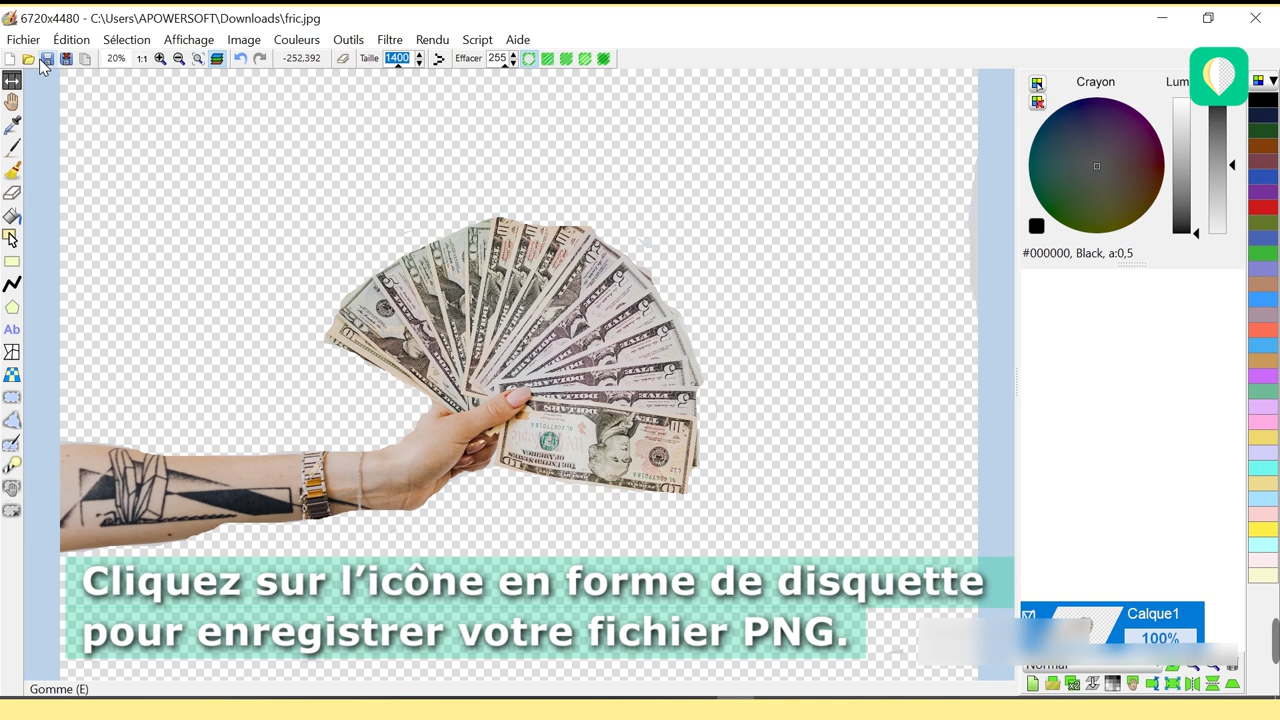 6720x4480 - C:\Users\APOWERSOFT\Downloads\fric.jpg
Fichier Édition Sélection Affichage Image Couleurs Outils Filtre Rendu Script Aide
20% 1:1 -252,392 Taille 1400 Effacer 255
Crayon Lum
#000000, Black, a:0,5
Ab
Cliquez sur l’icône en forme de disquette
pour enregistrer votre fichier PNG.
Calque1
100%
Normal
Gomme (E)